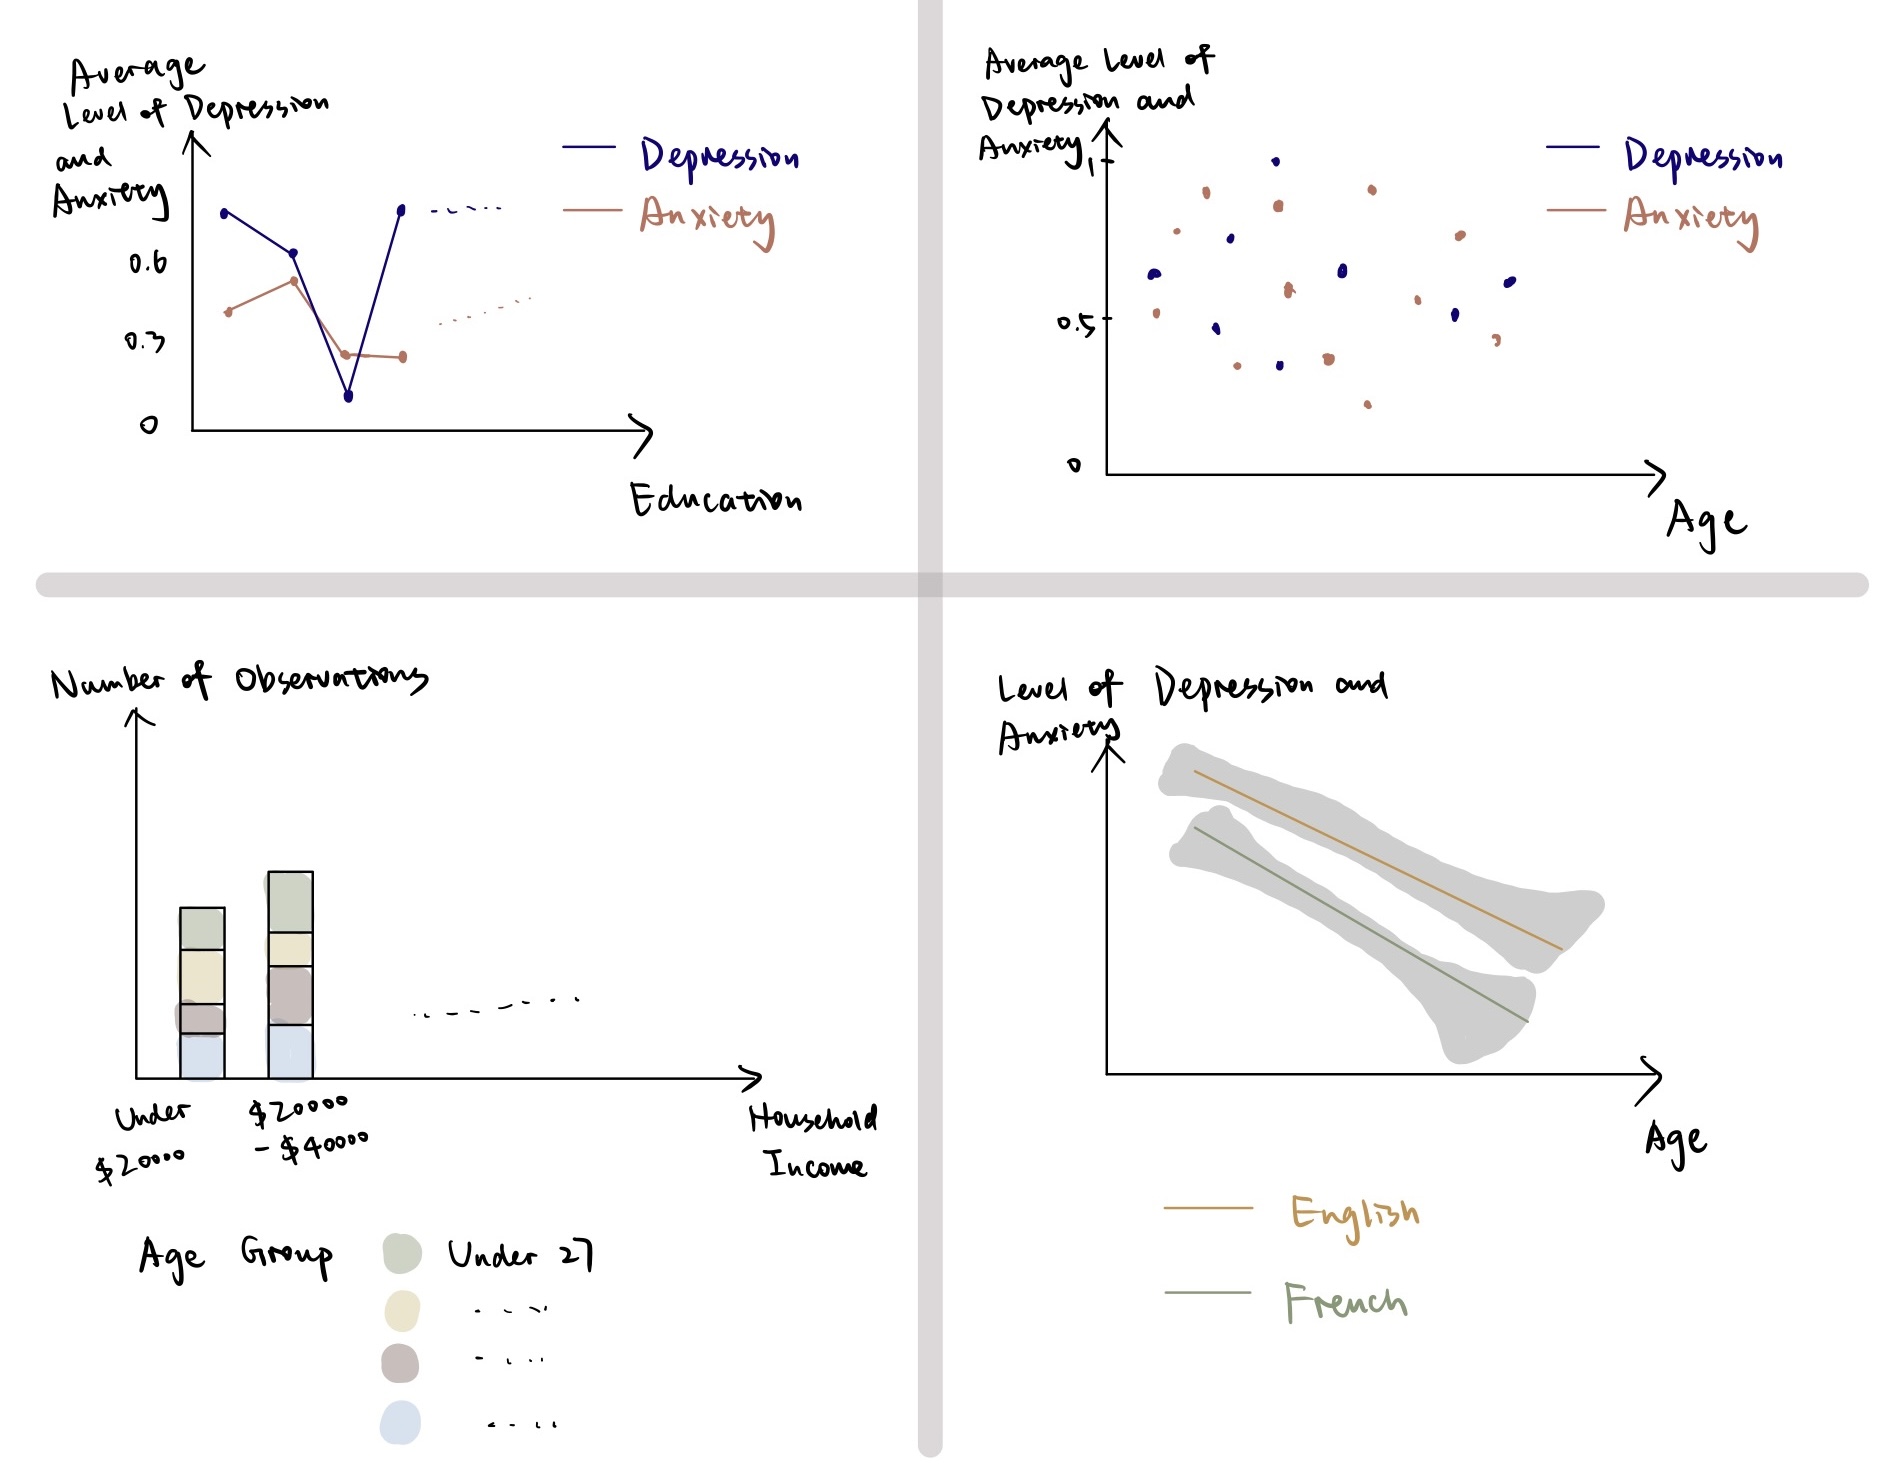 Average
Level of Depression
and
Anxiety
0.6
0.3
0
Education
Depression
Anxiety
Average Level of
Depression and
Anxiety
1
0.5
0
Age
Depression
Anxiety
Number of Observations
Under
$20000
$20000
- $40000
Household
Income
Age Group
Under 27
Level of Depression and
Anxiety
Age
English
French